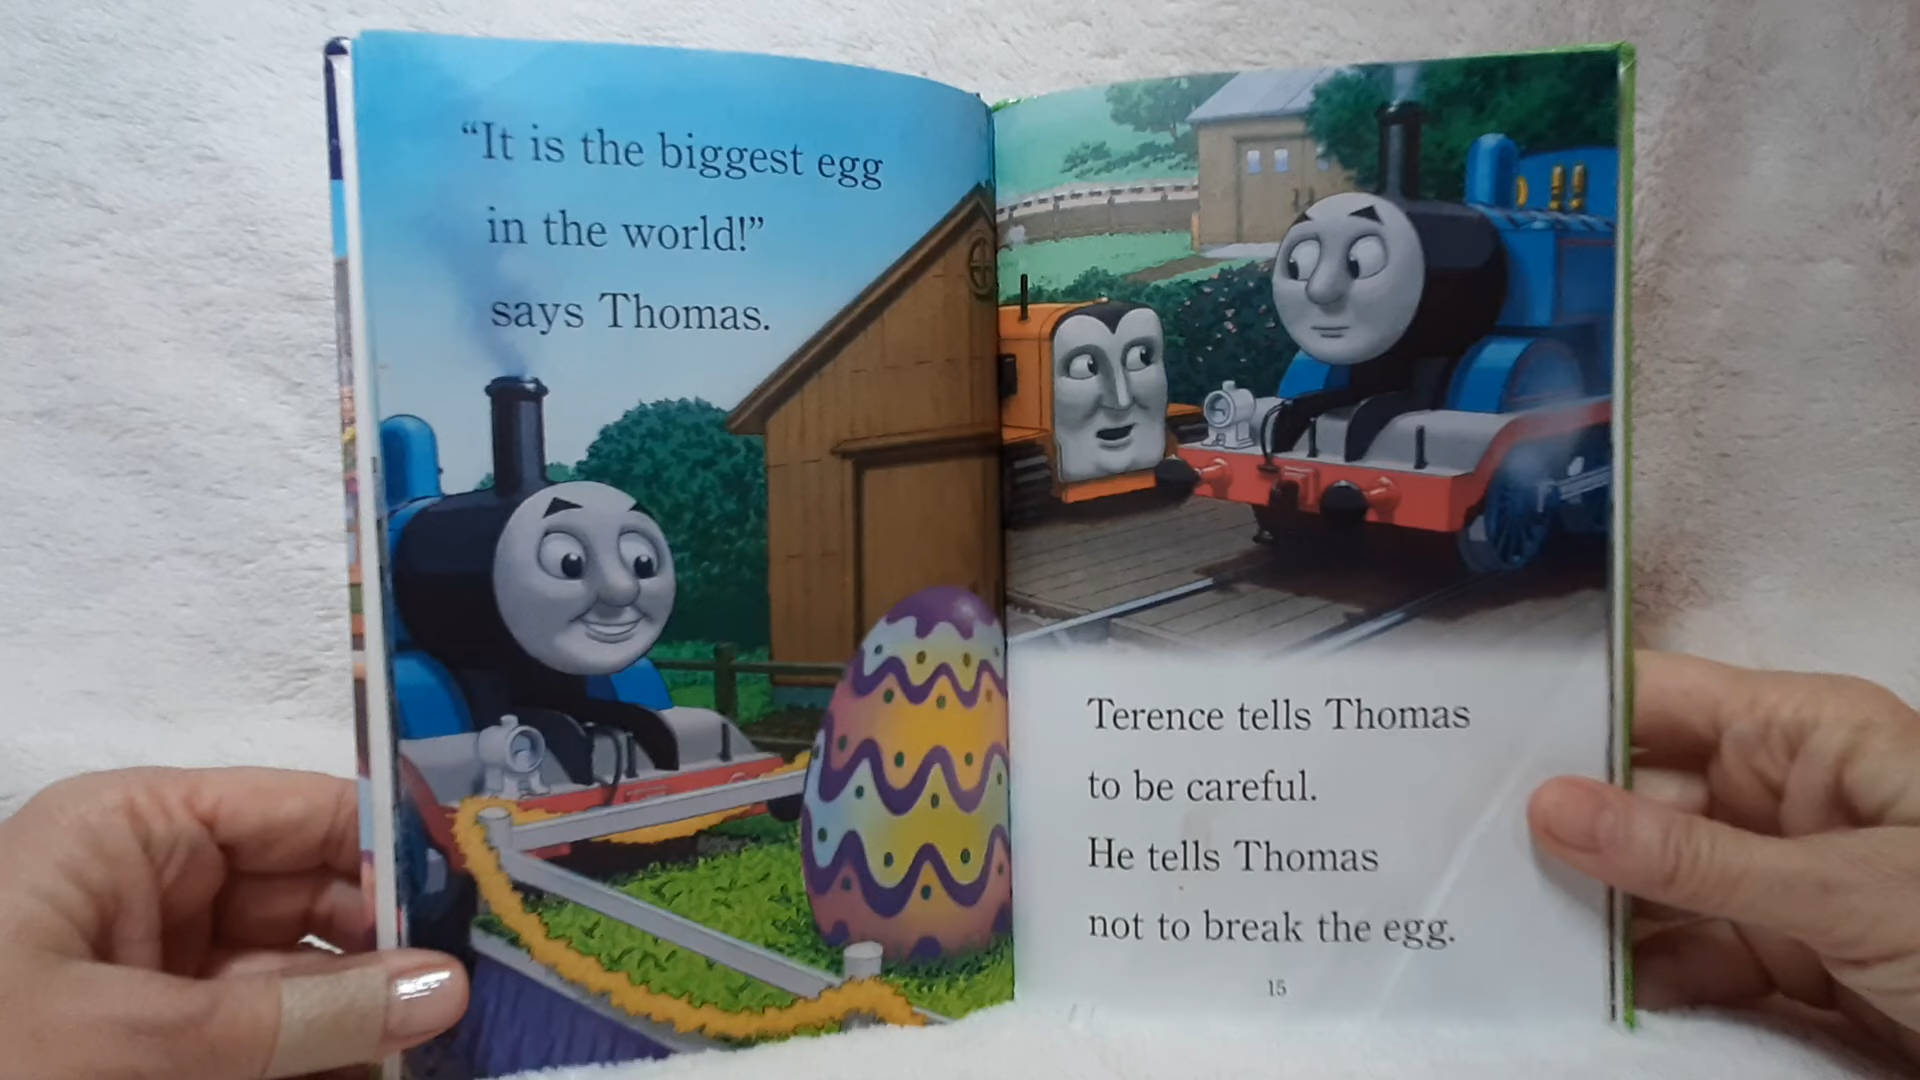 “It is the biggest egg
in the world!”
says Thomas.
Terence tells Thomas
to be careful.
He tells Thomas
not to break the egg.
15